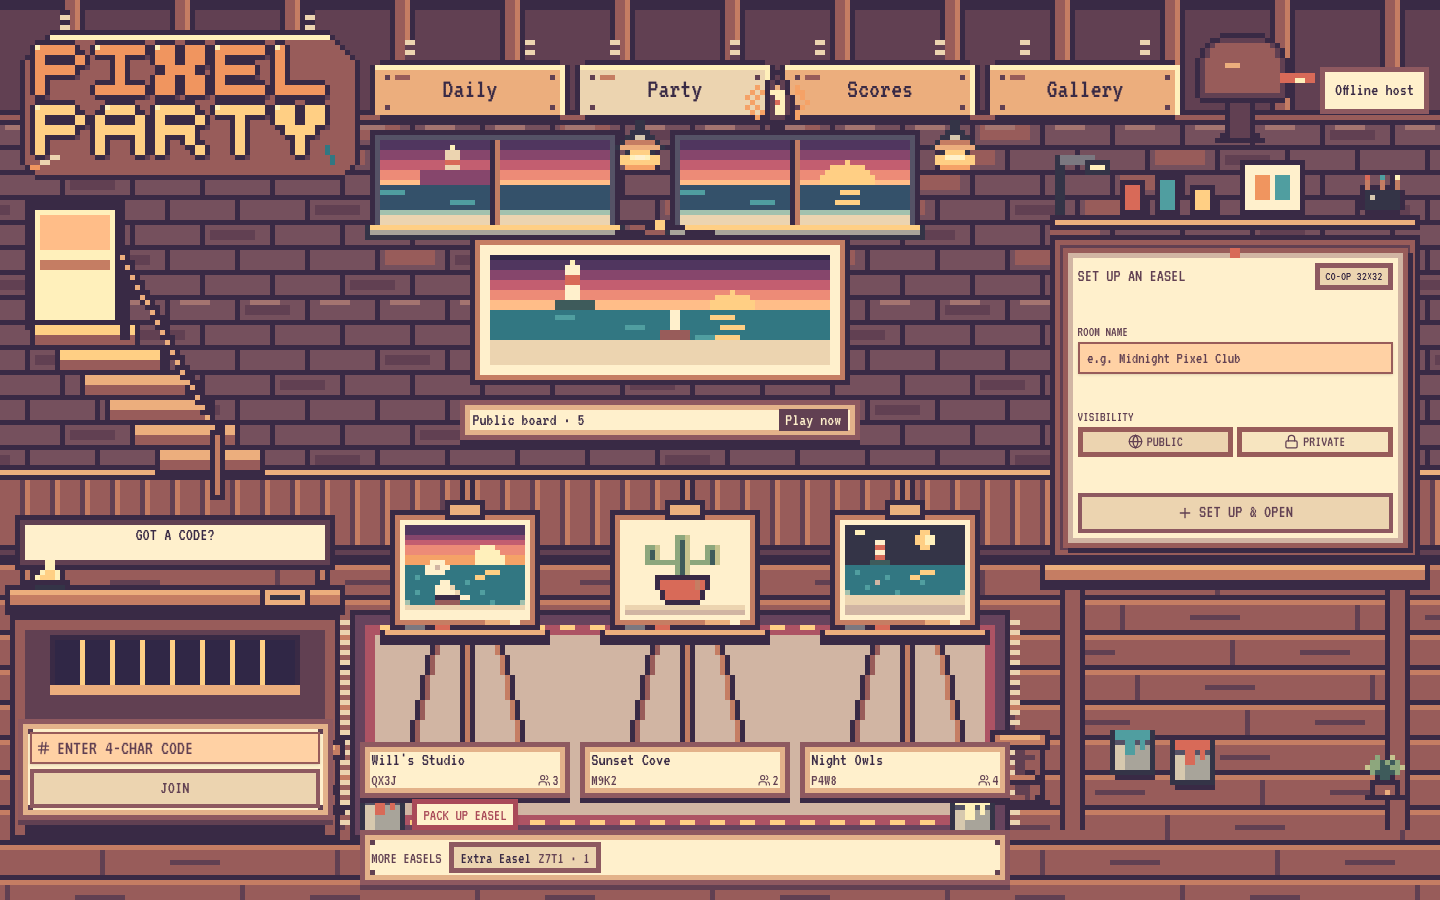 PIXEL
PARTY
Daily
Party
Scores
Gallery
Offline host
SET UP AN EASEL
CO-OP 32×32
ROOM NAME
e.g. Midnight Pixel Club
VISIBILITY
PUBLIC
PRIVATE
+ SET UP & OPEN
Public board · 5
Play now
GOT A CODE?
# ENTER 4-CHAR CODE
JOIN
Will's Studio
QX3J
3
Sunset Cove
M9K2
2
Night Owls
P4W8
4
PACK UP EASEL
MORE EASELS
Extra Easel Z7T1 · 1